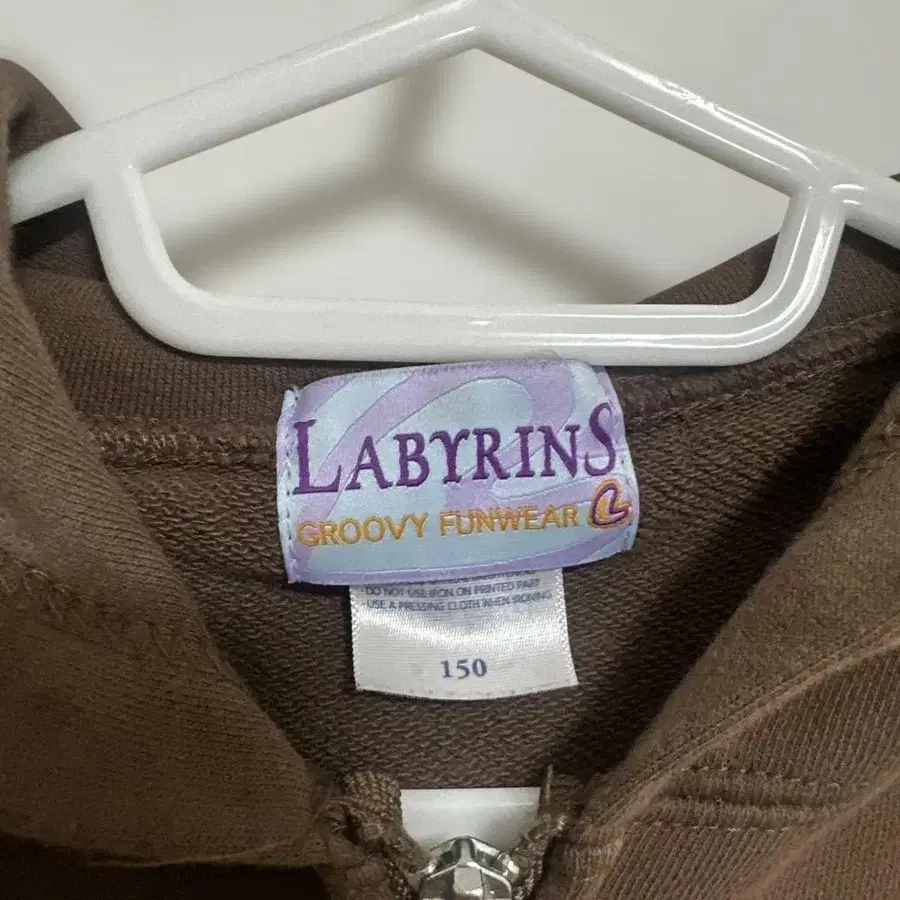 LABYRINS
GROOVY FUNWEAR
DO NOT USE IRON ON PRINTED PART
USE A PRESSING CLOTH WHEN IRONING
150